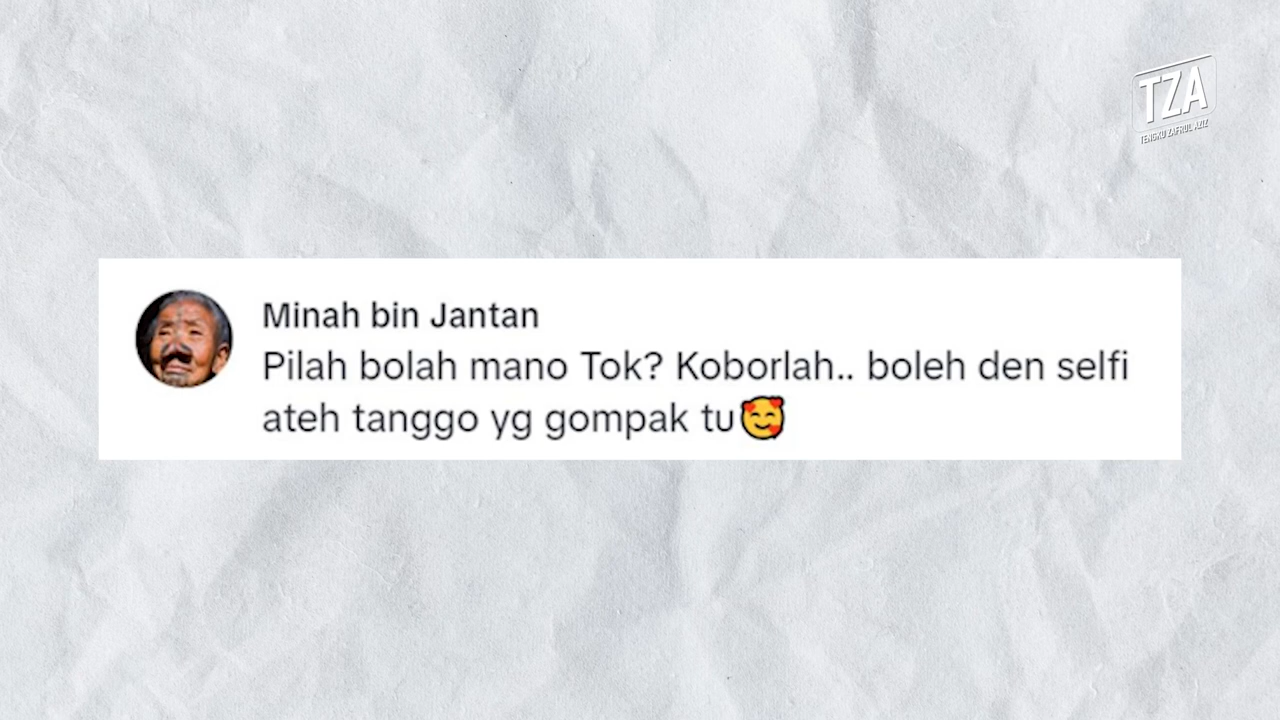 TZA
TENGKU ZAFRUL AZIZ
Minah bin Jantan
Pilah bolah mano Tok? Koborlah.. boleh den selfi
ateh tanggo yg gompak tu🥰